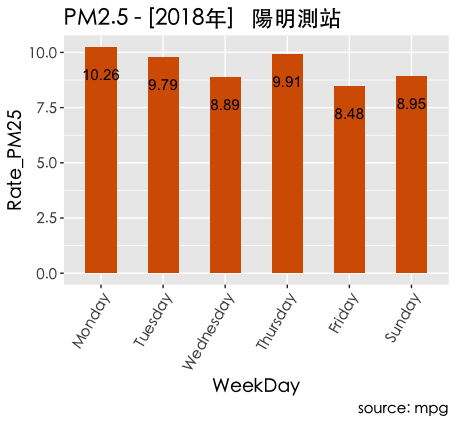 PM2.5 - [2018年] 陽明測站
Rate_PM25
10.0
7.5
5.0
2.5
0.0
10.26
9.79
8.89
9.91
8.48
8.95
Monday
Tuesday
Wednesday
Thursday
Friday
Sunday
WeekDay
source: mpg